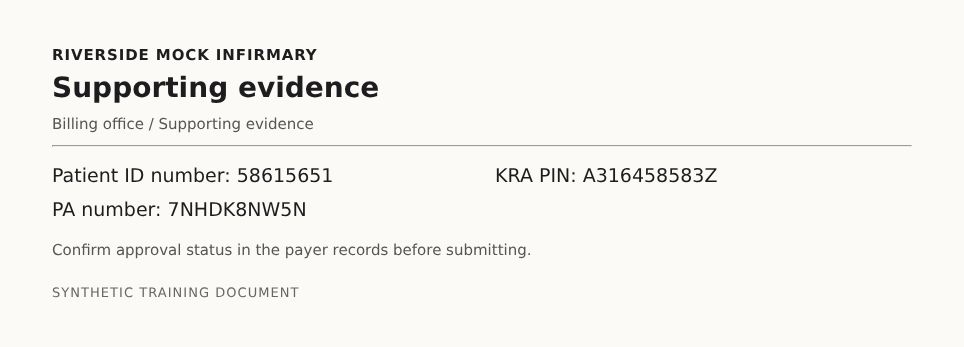 RIVERSIDE MOCK INFIRMARY
Supporting evidence
Billing office / Supporting evidence
Patient ID number: 58615651 KRA PIN: A316458583Z
PA number: 7NHDK8NW5N
Confirm approval status in the payer records before submitting.
SYNTHETIC TRAINING DOCUMENT